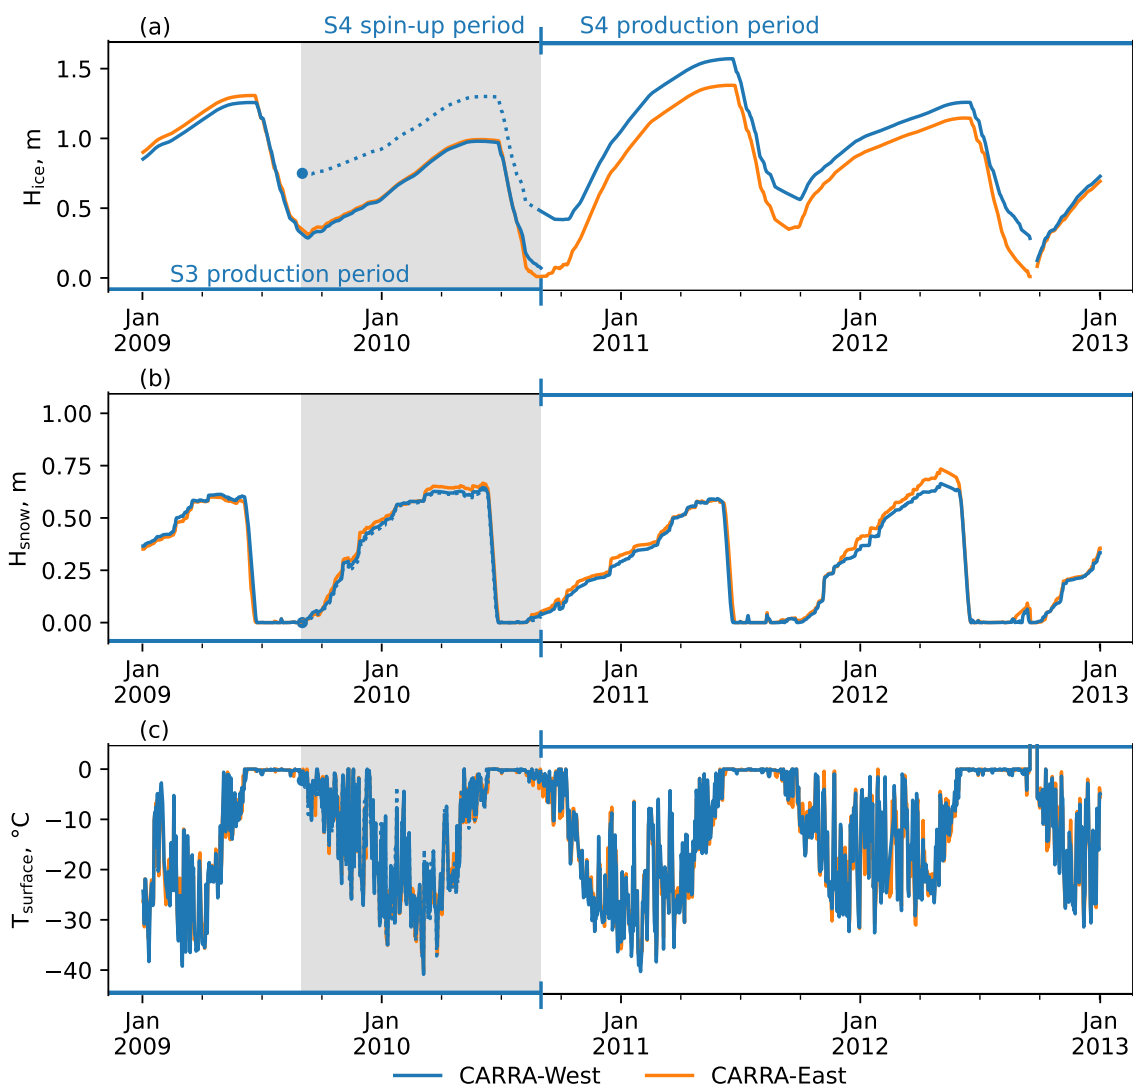 (a) S4 spin-up period S4 production period
1.5
1.0
0.5
0.0
H_ice, m
S3 production period
Jan 2009 Jan 2010 Jan 2011 Jan 2012 Jan 2013
(b)
1.00
0.75
0.50
0.25
0.00
H_snow, m
Jan 2009 Jan 2010 Jan 2011 Jan 2012 Jan 2013
(c)
0
−10
−20
−30
−40
T_surface, °C
Jan 2009 Jan 2010 Jan 2011 Jan 2012 Jan 2013
CARRA-West CARRA-East